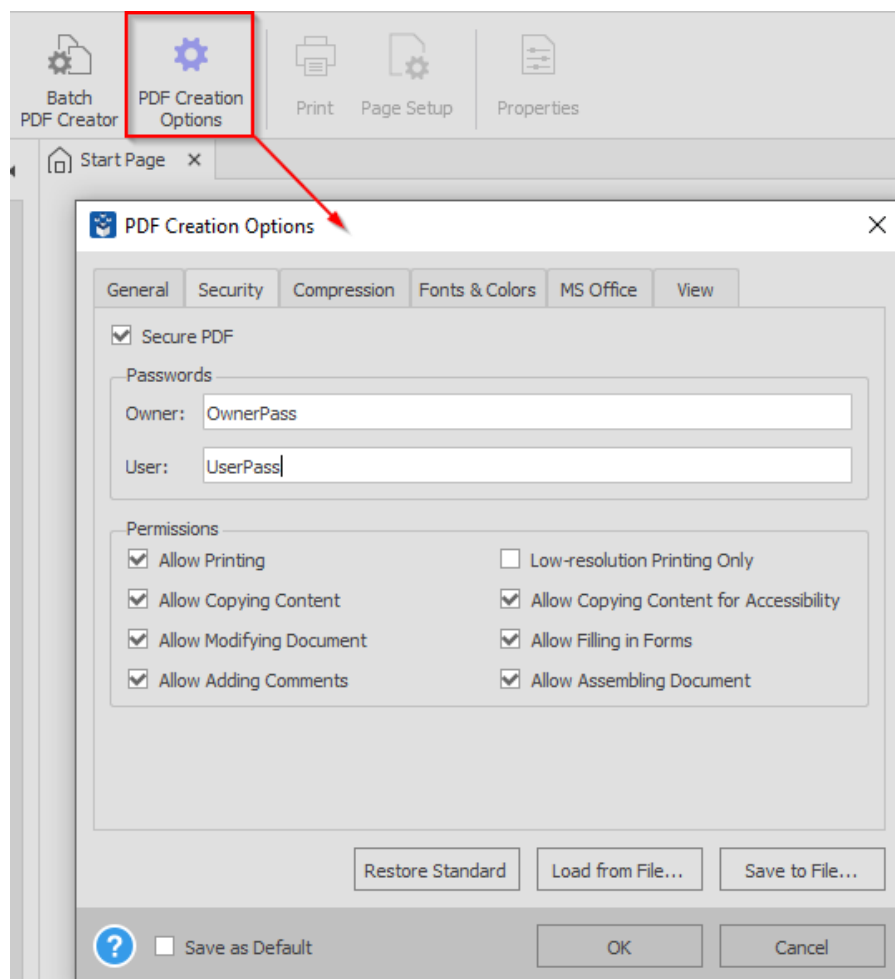 Batch
PDF Creator
PDF Creation
Options
Print
Page Setup
Properties
Start Page
PDF Creation Options
General
Security
Compression
Fonts & Colors
MS Office
View
Secure PDF
Passwords
Owner:
OwnerPass
User:
UserPass
Permissions
Allow Printing
Low-resolution Printing Only
Allow Copying Content
Allow Copying Content for Accessibility
Allow Modifying Document
Allow Filling in Forms
Allow Adding Comments
Allow Assembling Document
Restore Standard
Load from File...
Save to File...
?
Save as Default
OK
Cancel